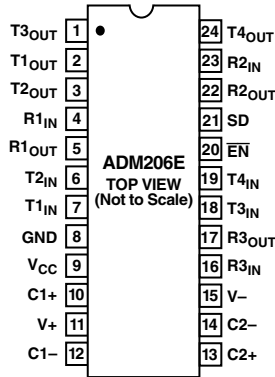 T3OUT 1 24 T4OUT
T1OUT 2 23 R2IN
T2OUT 3 22 R2OUT
R1IN 4 21 SD
R1OUT 5 20 E̅N̅
ADM206E
T2IN 6 19 T4IN
TOP VIEW
(Not to Scale)
T1IN 7 18 T3IN
GND 8 17 R3OUT
VCC 9 16 R3IN
C1+ 10 15 V–
V+ 11 14 C2–
C1– 12 13 C2+